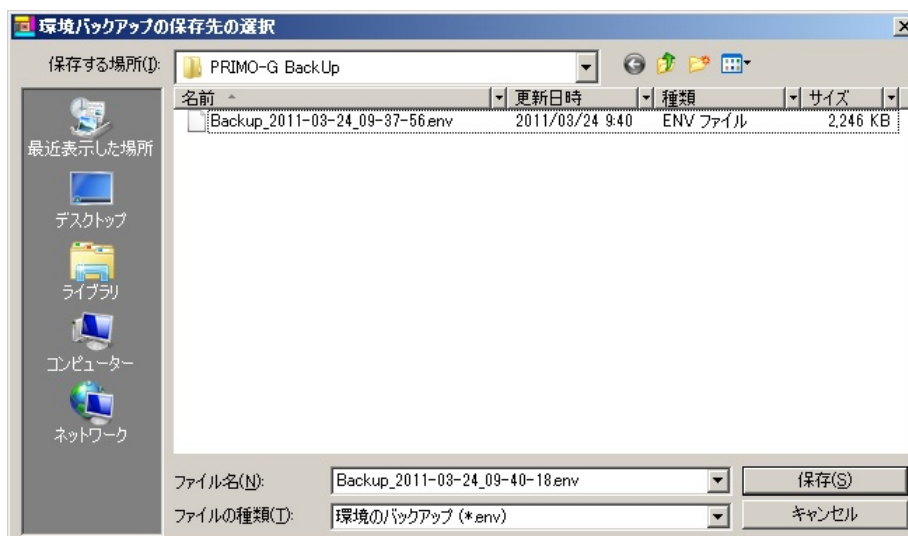 環境バックアップの保存先の選択
保存する場所(I):
PRIMO-G BackUp
名前 更新日時 種類 サイズ
Backup_2011-03-24_09-37-56.env 2011/03/24 9:40 ENV ファイル 2,246 KB
最近表示した場所
デスクトップ
ライブラリ
コンピューター
ネットワーク
ファイル名(N): Backup_2011-03-24_09-40-18.env 保存(S)
ファイルの種類(T): 環境のバックアップ (*.env) キャンセル